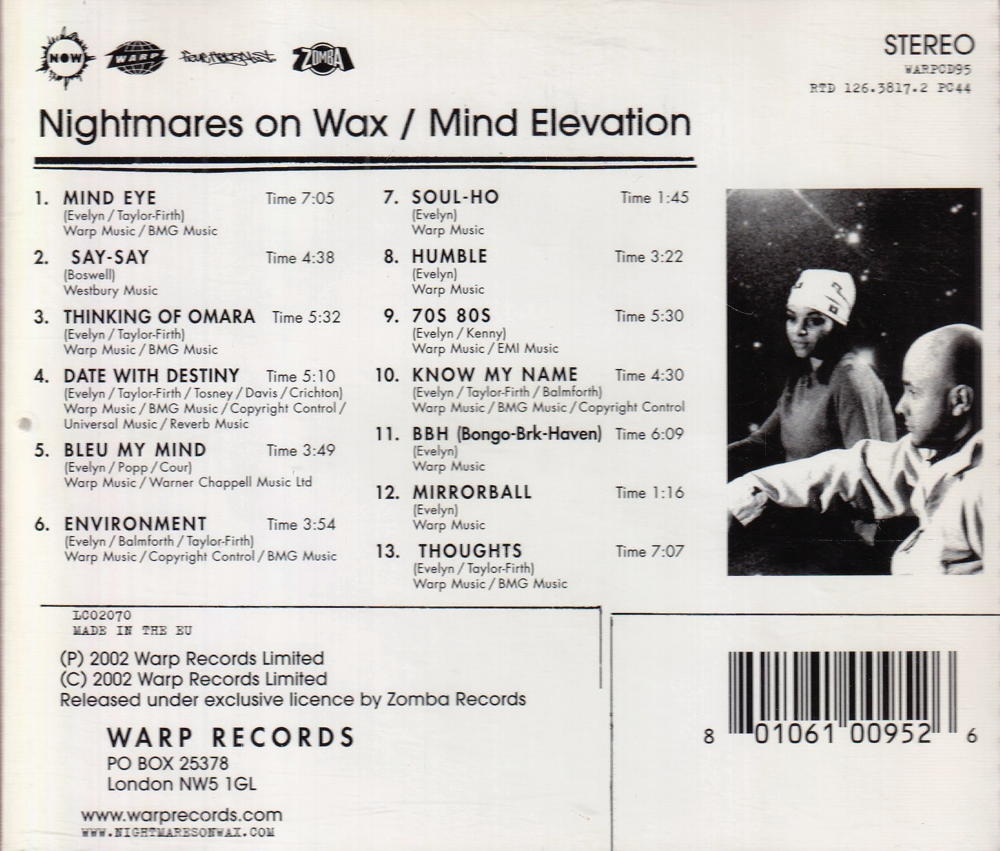 NOW
WARP
ZOMBA
STEREO
WARPCD95
RTD 126.3817.2 PC44
Nightmares on Wax / Mind Elevation
1. MIND EYE Time 7:05
(Evelyn / Taylor-Firth)
Warp Music / BMG Music
2. SAY-SAY Time 4:38
(Boswell)
Westbury Music
3. THINKING OF OMARA Time 5:32
(Evelyn / Taylor-Firth)
Warp Music / BMG Music
4. DATE WITH DESTINY Time 5:10
(Evelyn / Taylor-Firth / Tosney / Davis / Crichton)
Warp Music / BMG Music / Copyright Control /
Universal Music / Reverb Music
5. BLEU MY MIND Time 3:49
(Evelyn / Popp / Cour)
Warp Music / Warner Chappell Music Ltd
6. ENVIRONMENT Time 3:54
(Evelyn / Balmforth / Taylor-Firth)
Warp Music / Copyright Control / BMG Music
7. SOUL-HO Time 1:45
(Evelyn)
Warp Music
8. HUMBLE Time 3:22
(Evelyn)
Warp Music
9. 70S 80S Time 5:30
(Evelyn / Kenny)
Warp Music / EMI Music
10. KNOW MY NAME Time 4:30
(Evelyn / Taylor-Firth / Balmforth)
Warp Music / BMG Music / Copyright Control
11. BBH (Bongo-Brk-Haven) Time 6:09
(Evelyn)
Warp Music
12. MIRRORBALL Time 1:16
(Evelyn)
Warp Music
13. THOUGHTS Time 7:07
(Evelyn / Taylor-Firth)
Warp Music / BMG Music
LC02070
MADE IN THE EU
(P) 2002 Warp Records Limited
(C) 2002 Warp Records Limited
Released under exclusive licence by Zomba Records
WARP RECORDS
PO BOX 25378
London NW5 1GL
www.warprecords.com
WWW.NIGHTMARESONWAX.COM
8 01061 00952 6